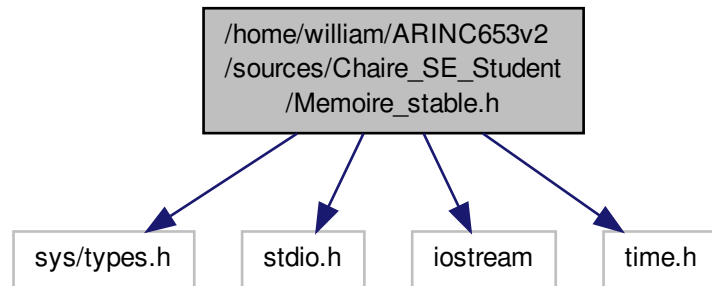 /home/william/ARINC653v2
/sources/Chaire_SE_Student
/Memoire_stable.h
sys/types.h
stdio.h
iostream
time.h